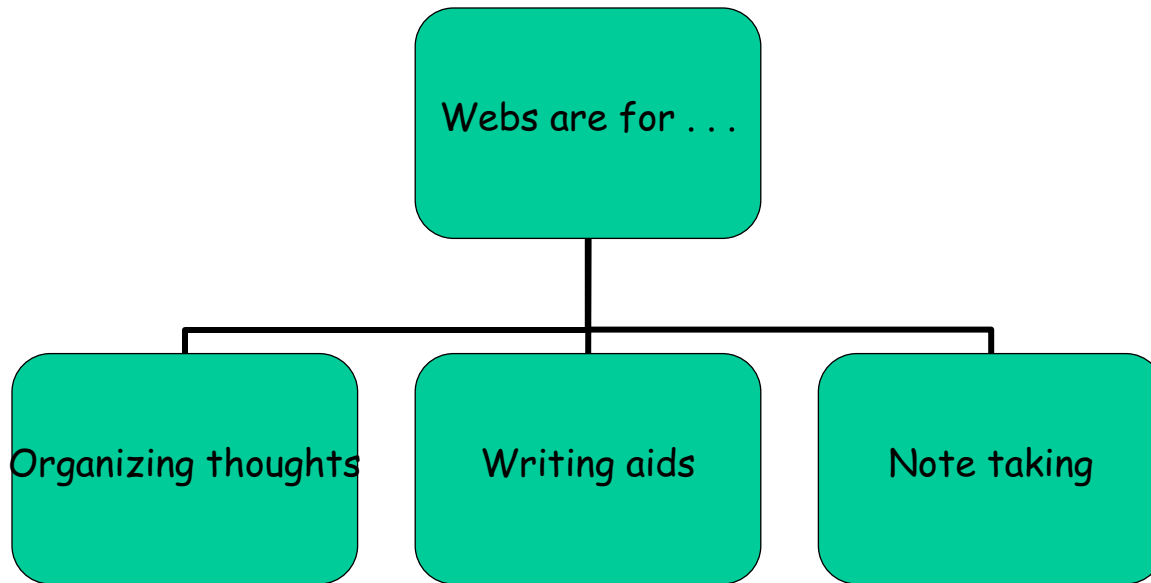 Webs are for . . .
Organizing thoughts
Writing aids
Note taking